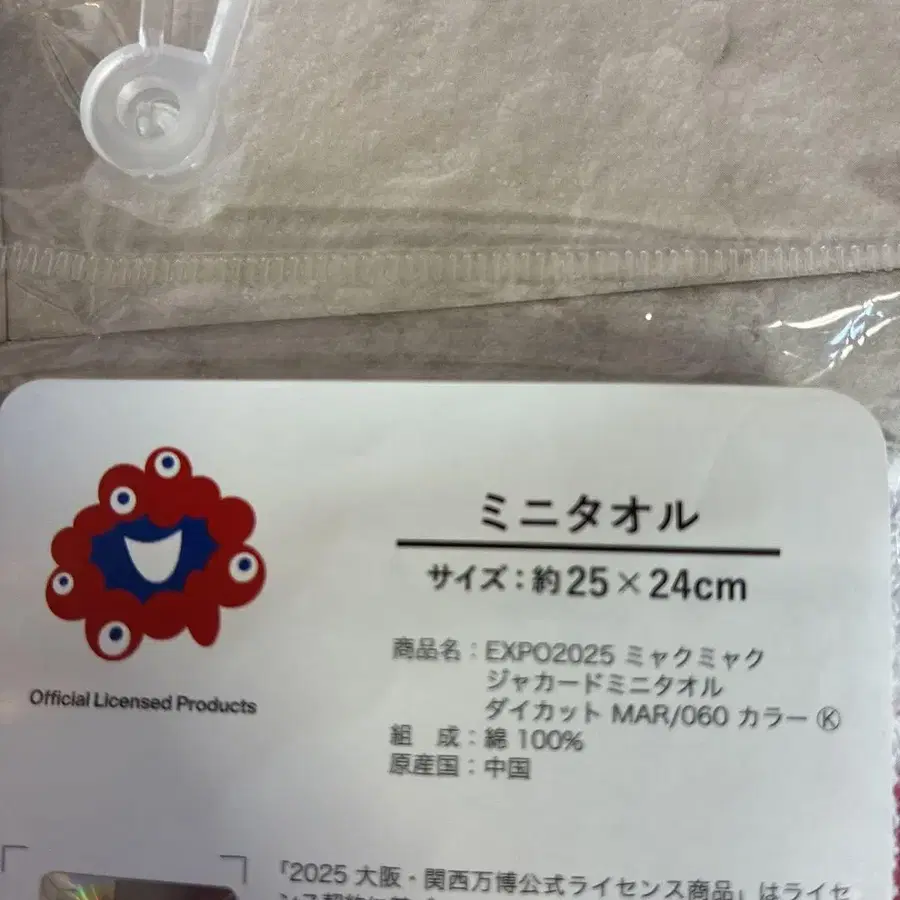 Official Licensed Products
ミニタオル
サイズ：約25×24cm
商品名：EXPO2025 ミャクミャク
ジャカードミニタオル
ダイカット MAR/060 カラー Ⓚ
組　成：綿 100%
原産国：中国
「2025 大阪・関西万博公式ライセンス商品」はライセ